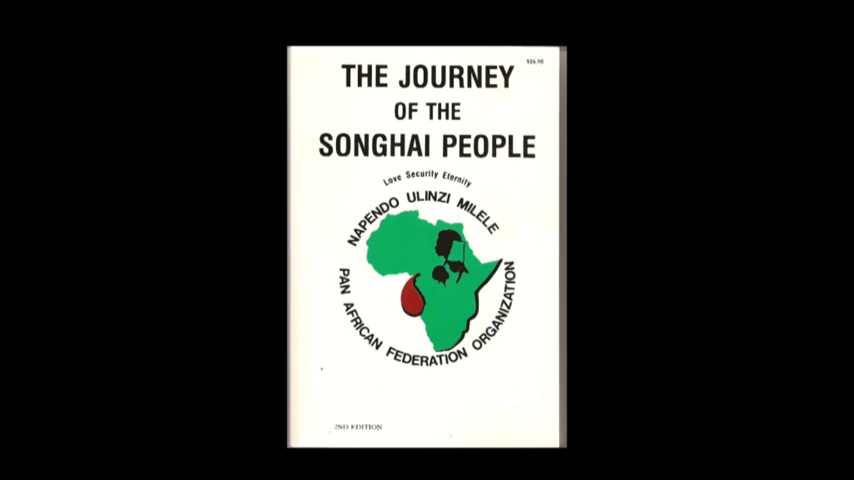 $16.95
THE JOURNEY
OF THE
SONGHAI PEOPLE
Love Security Eternity
NAPENDO ULINZI MILELE
PAN AFRICAN FEDERATION ORGANIZATION
2ND EDITION